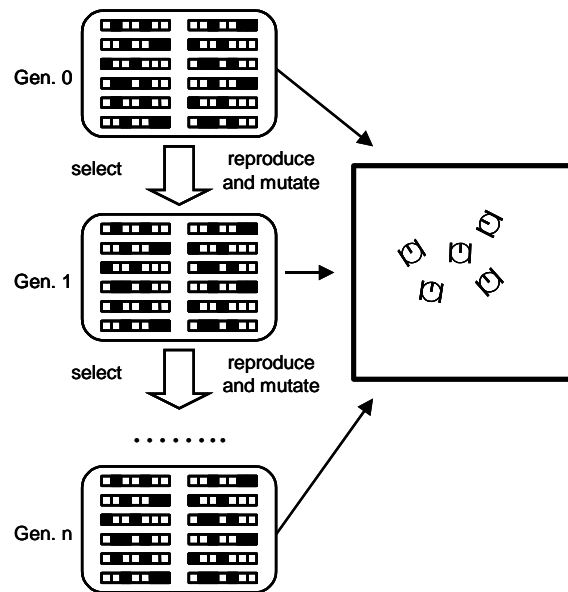 Gen. 0
select
reproduce
and mutate
Gen. 1
select
reproduce
and mutate
........
Gen. n